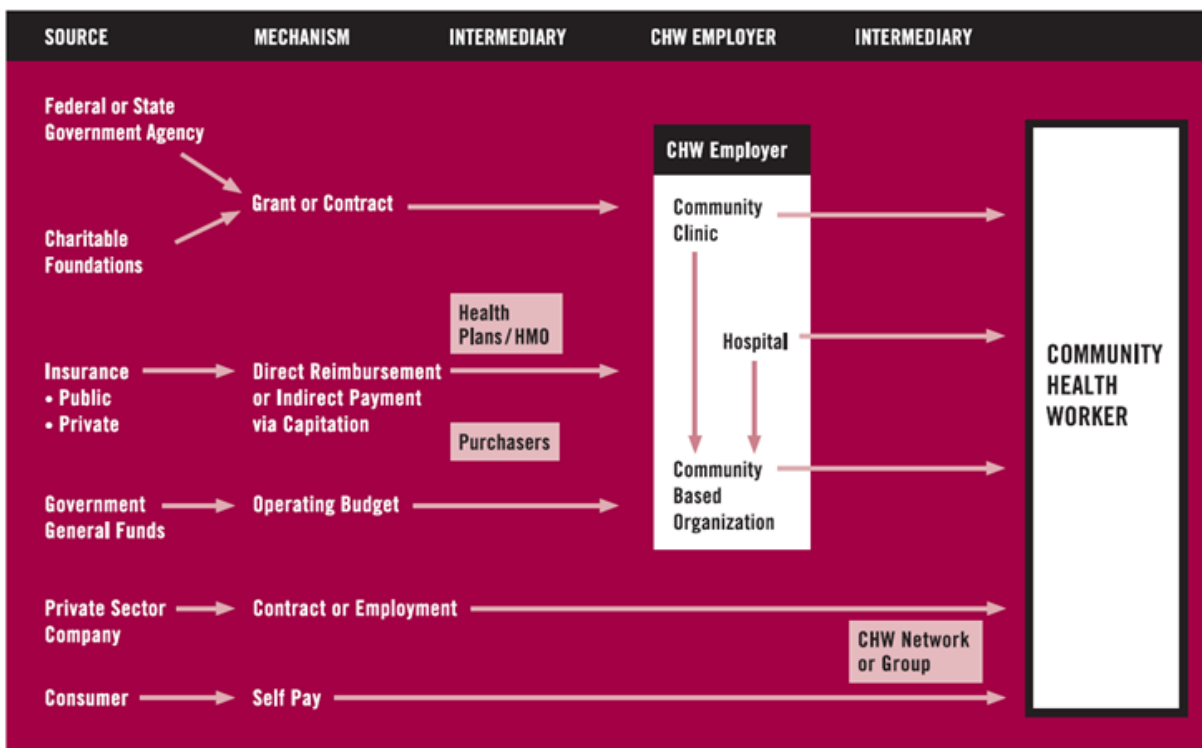 SOURCE
MECHANISM
INTERMEDIARY
CHW EMPLOYER
INTERMEDIARY
Federal or State
Government Agency
Charitable
Foundations
Grant or Contract
Insurance
• Public
• Private
Direct Reimbursement
or Indirect Payment
via Capitation
Health
Plans/HMO
Purchasers
Government
General Funds
Operating Budget
Private Sector
Company
Contract or Employment
Consumer
Self Pay
CHW Employer
Community
Clinic
Hospital
Community
Based
Organization
CHW Network
or Group
COMMUNITY
HEALTH
WORKER